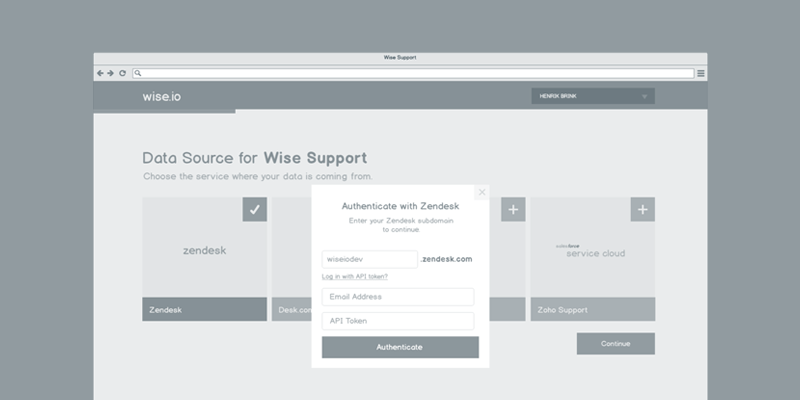 Wise Support
wise.io
HENRIK BRINK
Data Source for Wise Support
Choose the service where your data is coming from.
Authenticate with Zendesk
Enter your Zendesk subdomain
to continue
wiseiodev .zendesk.com
Log in with API token?
Email Address
API Token
Authenticate
zendesk
Zendesk
Desk.com
service cloud
Zoho Support
Continue